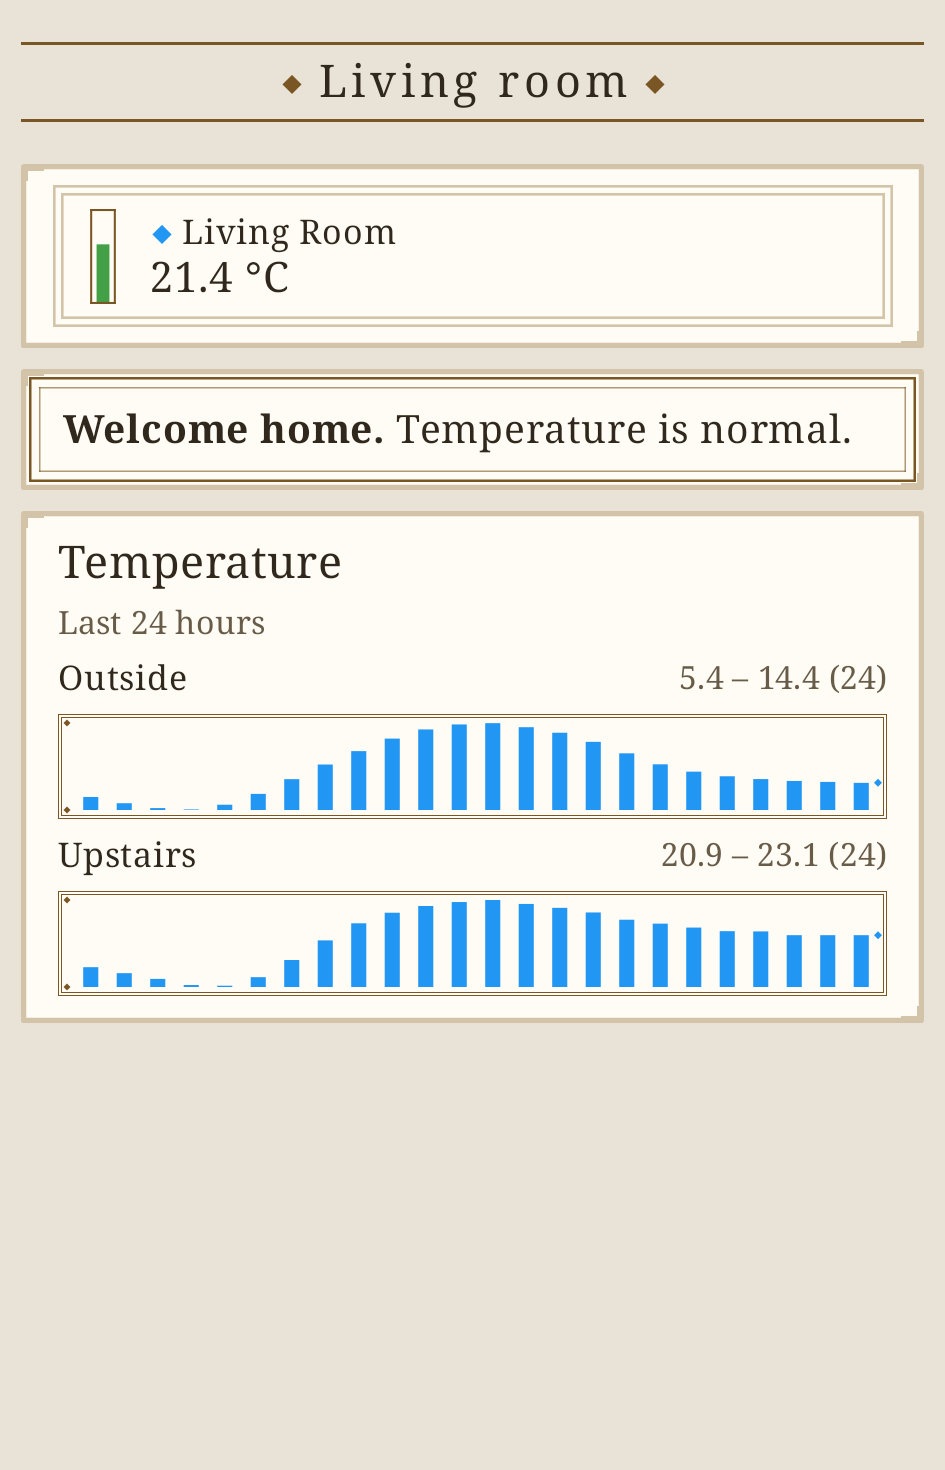 Living room
Living Room
21.4 °C
Welcome home. Temperature is normal.
Temperature
Last 24 hours
Outside 5.4 – 14.4 (24)
Upstairs 20.9 – 23.1 (24)